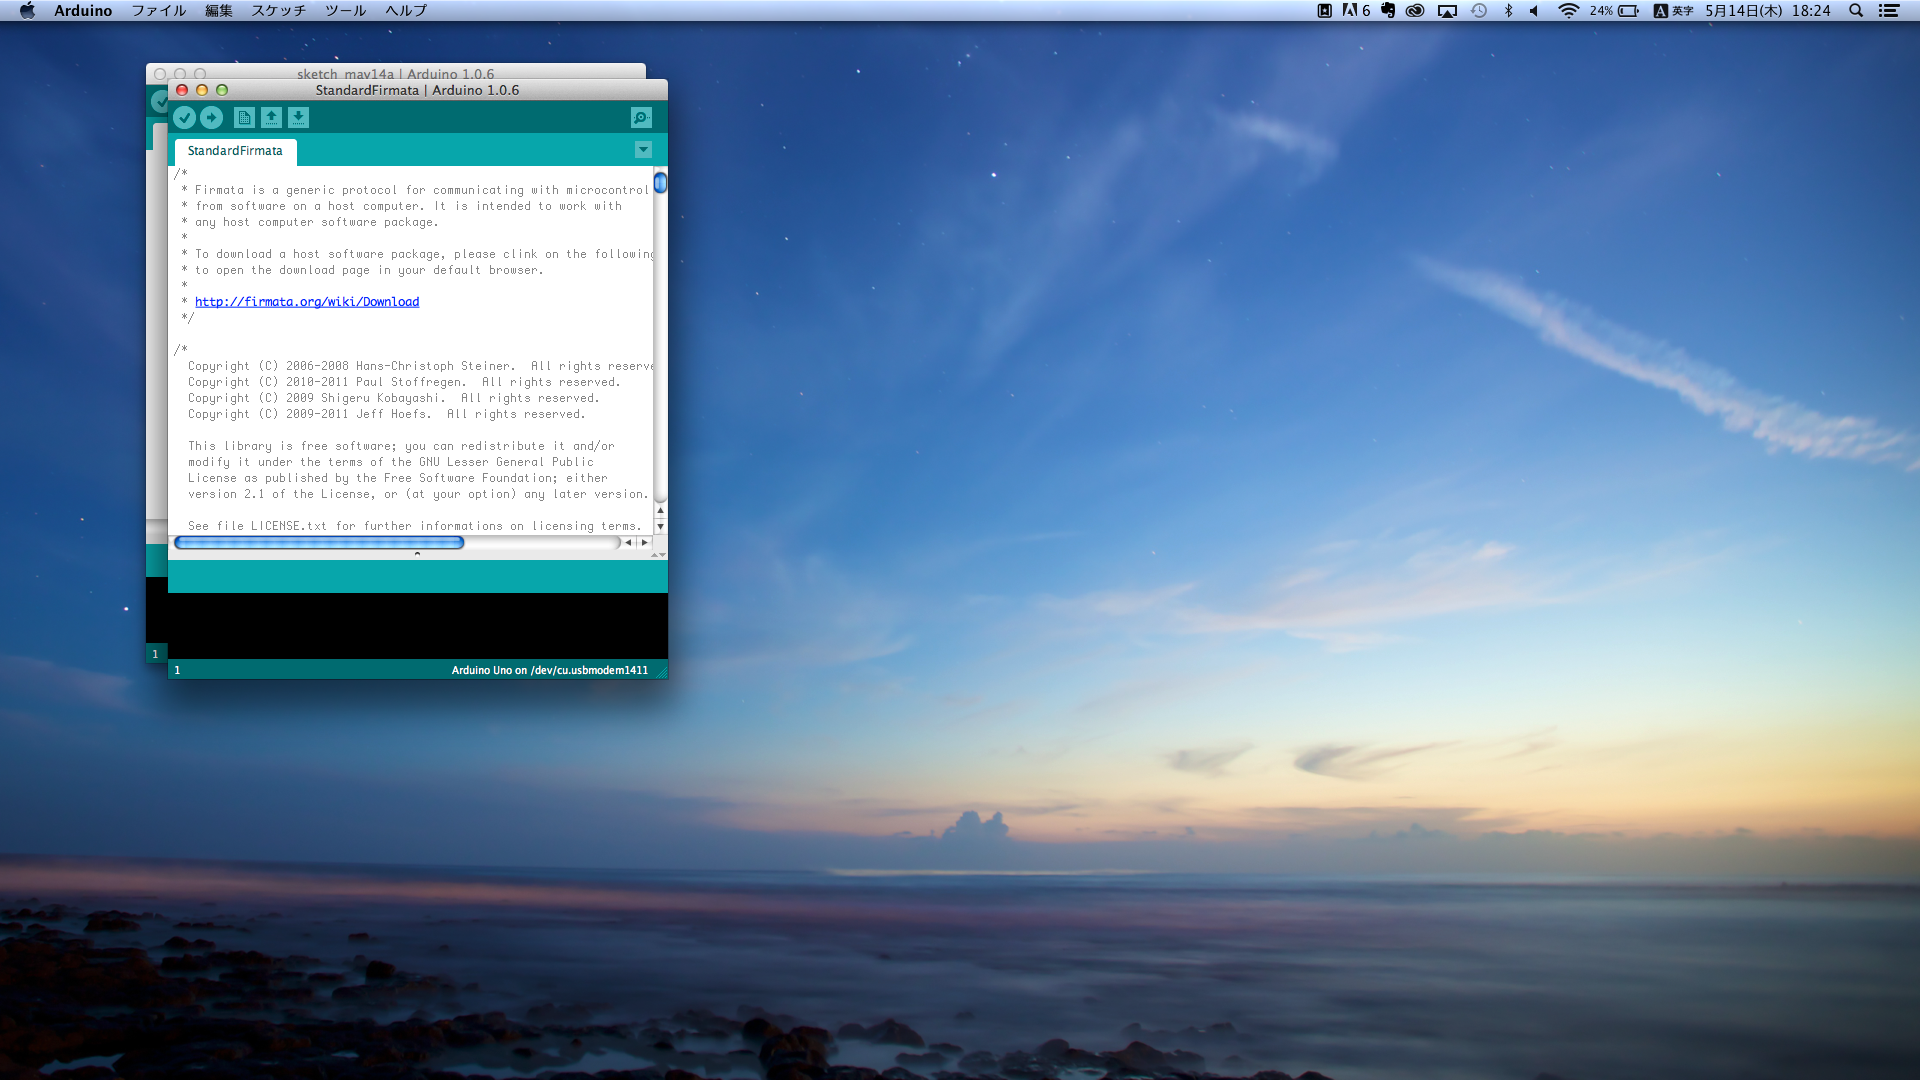 Arduino ファイル 編集 スケッチ ツール ヘルプ 6 24% A 英字 5月14日(木) 18:24
sketch_may14a | Arduino 1.0.6
StandardFirmata | Arduino 1.0.6
StandardFirmata
/*
* Firmata is a generic protocol for communicating with microcontrol
* from software on a host computer. It is intended to work with
* any host computer software package.
*
* To download a host software package, please clink on the following
* to open the download page in your default browser.
*
* http://firmata.org/wiki/Download
*/
/*
Copyright (C) 2006-2008 Hans-Christoph Steiner.  All rights reserve
Copyright (C) 2010-2011 Paul Stoffregen.  All rights reserved.
Copyright (C) 2009 Shigeru Kobayashi.  All rights reserved.
Copyright (C) 2009-2011 Jeff Hoefs.  All rights reserved.
This library is free software; you can redistribute it and/or
modify it under the terms of the GNU Lesser General Public
License as published by the Free Software Foundation; either
version 2.1 of the License, or (at your option) any later version.
See file LICENSE.txt for further informations on licensing terms.
1
1 Arduino Uno on /dev/cu.usbmodem1411